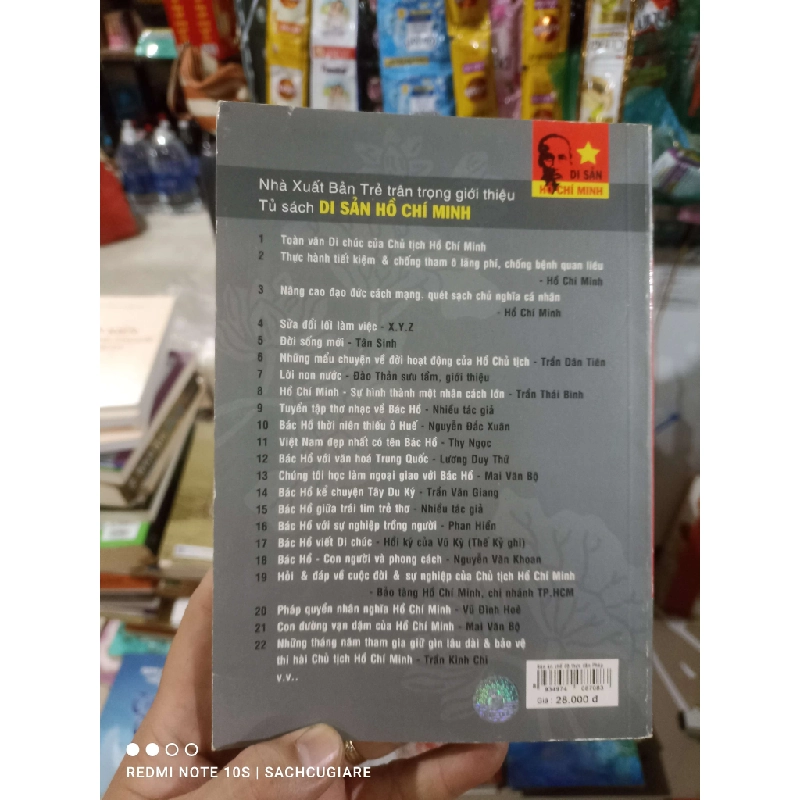 DI SẢN
HỒ CHÍ MINH
Nhà Xuất Bản Trẻ trân trọng giới thiệu
Tủ sách DI SẢN HỒ CHÍ MINH
1 Toàn văn Di chúc của Chủ tịch Hồ Chí Minh
2 Thực hành tiết kiệm & chống tham ô lãng phí, chống bệnh quan liêu
- Hồ Chí Minh
3 Nâng cao đạo đức cách mạng, quét sạch chủ nghĩa cá nhân
- Hồ Chí Minh
4 Sửa đổi lối làm việc - X.Y.Z
5 Đời sống mới - Tân Sinh
6 Những mẩu chuyện về đời hoạt động của Hồ Chủ tịch - Trần Dân Tiên
7 Lời non nước - Đào Thản sưu tầm, giới thiệu
8 Hồ Chí Minh - Sự hình thành một nhân cách lớn - Trần Thái Bình
9 Tuyển tập thơ nhạc về Bác Hồ - Nhiều tác giả
10 Bác Hồ thời niên thiếu ở Huế - Nguyễn Đắc Xuân
11 Việt Nam đẹp nhất có tên Bác Hồ - Thy Ngọc
12 Bác Hồ với văn hoá Trung Quốc - Lương Duy Thứ
13 Chúng tôi học làm ngoại giao với Bác Hồ - Mai Văn Bộ
14 Bác Hồ kể chuyện Tây Du Ký - Trần Văn Giang
15 Bác Hồ giữa trái tim trẻ thơ - Nhiều tác giả
16 Bác Hồ với sự nghiệp trồng người - Phan Hiền
17 Bác Hồ viết Di chúc - Hồi ký của Vũ Kỳ (Thế Kỷ ghi)
18 Bác Hồ - Con người và phong cách - Nguyễn Văn Khoan
19 Hỏi & đáp về cuộc đời & sự nghiệp của Chủ tịch Hồ Chí Minh
- Bảo tàng Hồ Chí Minh, chi nhánh TP.HCM
20 Pháp quyền nhân nghĩa Hồ Chí Minh - Vũ Đình Hoè
21 Con đường vạn dặm của Hồ Chí Minh - Mai Văn Bộ
22 Những tháng năm tham gia giữ gìn lâu dài & bảo vệ
thi hài Chủ tịch Hồ Chí Minh - Trần Kinh Chi
v.v..
Giá : 28.000 đ
REDMI NOTE 10S | SACHCUGIARE